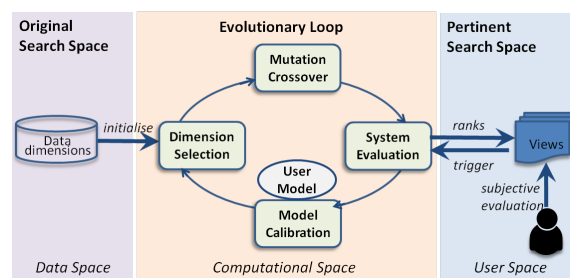 Original
Search Space
Evolutionary Loop
Pertinent
Search Space
Mutation
Crossover
initialise
Data
dimensions
Dimension
Selection
System
Evaluation
ranks
trigger
Views
User
Model
Model
Calibration
subjective
evaluation
Data Space
Computational Space
User Space